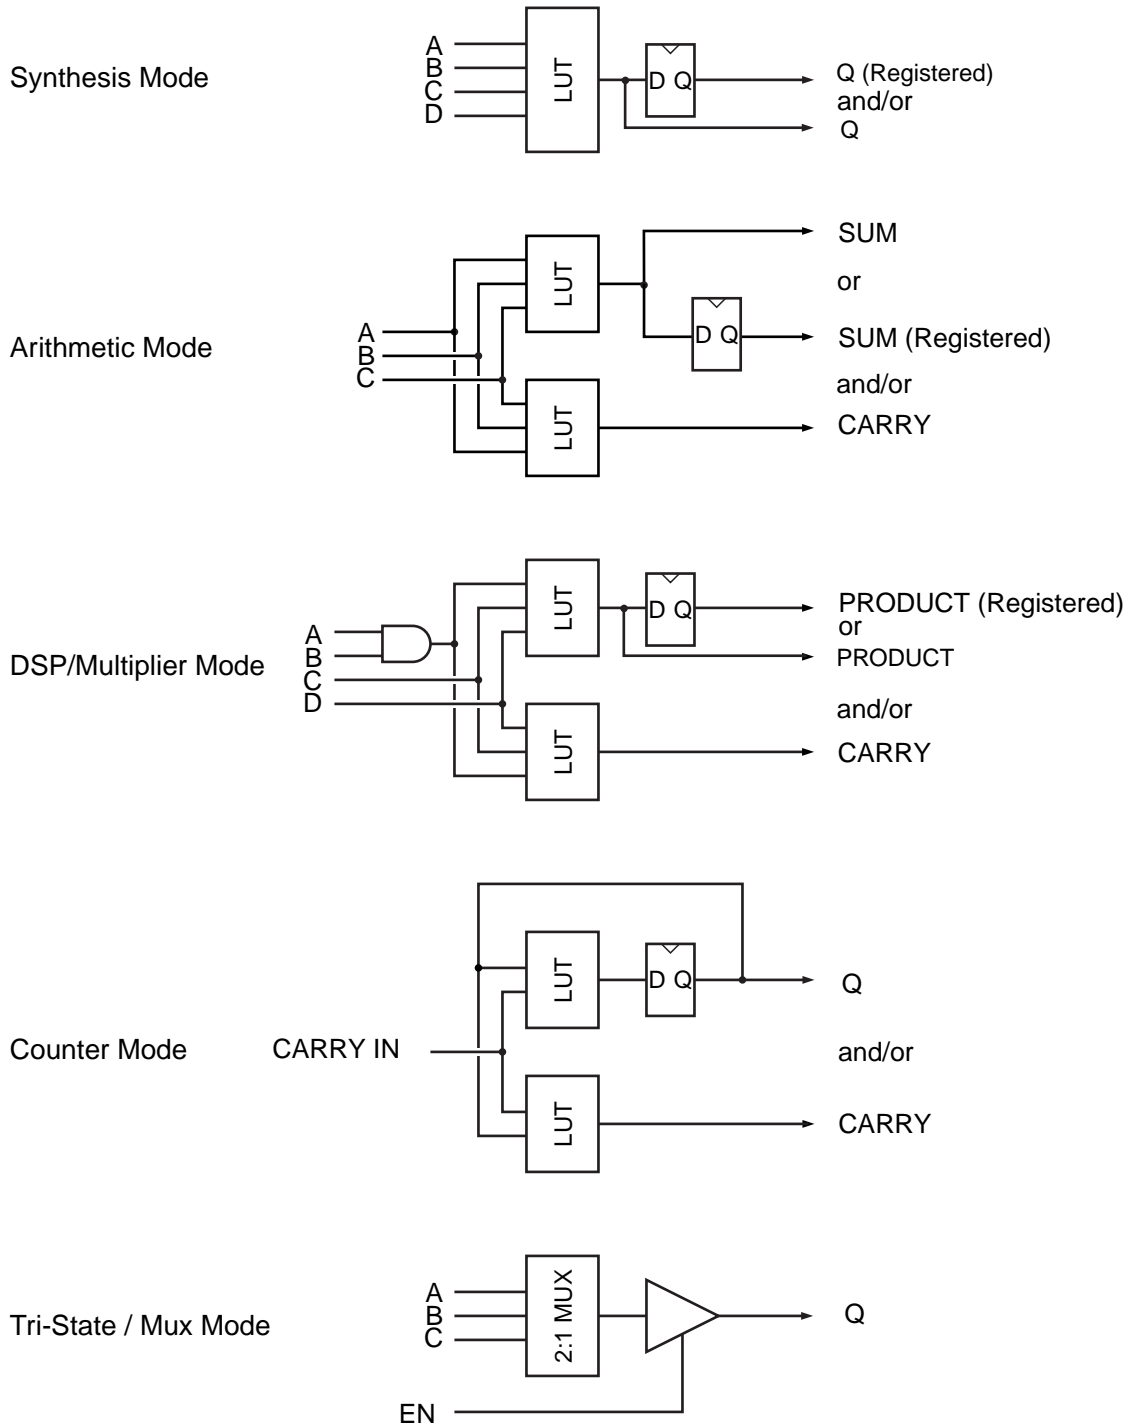 Synthesis Mode
A
B
C
D
LUT
D Q
Q (Registered)
and/or
Q
Arithmetic Mode
A
B
C
LUT
LUT
D Q
SUM
or
SUM (Registered)
and/or
CARRY
DSP/Multiplier Mode
A
B
C
D
LUT
LUT
D Q
PRODUCT (Registered)
or
PRODUCT
and/or
CARRY
Counter Mode
CARRY IN
LUT
LUT
D Q
Q
and/or
CARRY
Tri-State / Mux Mode
A
B
C
2:1 MUX
EN
Q